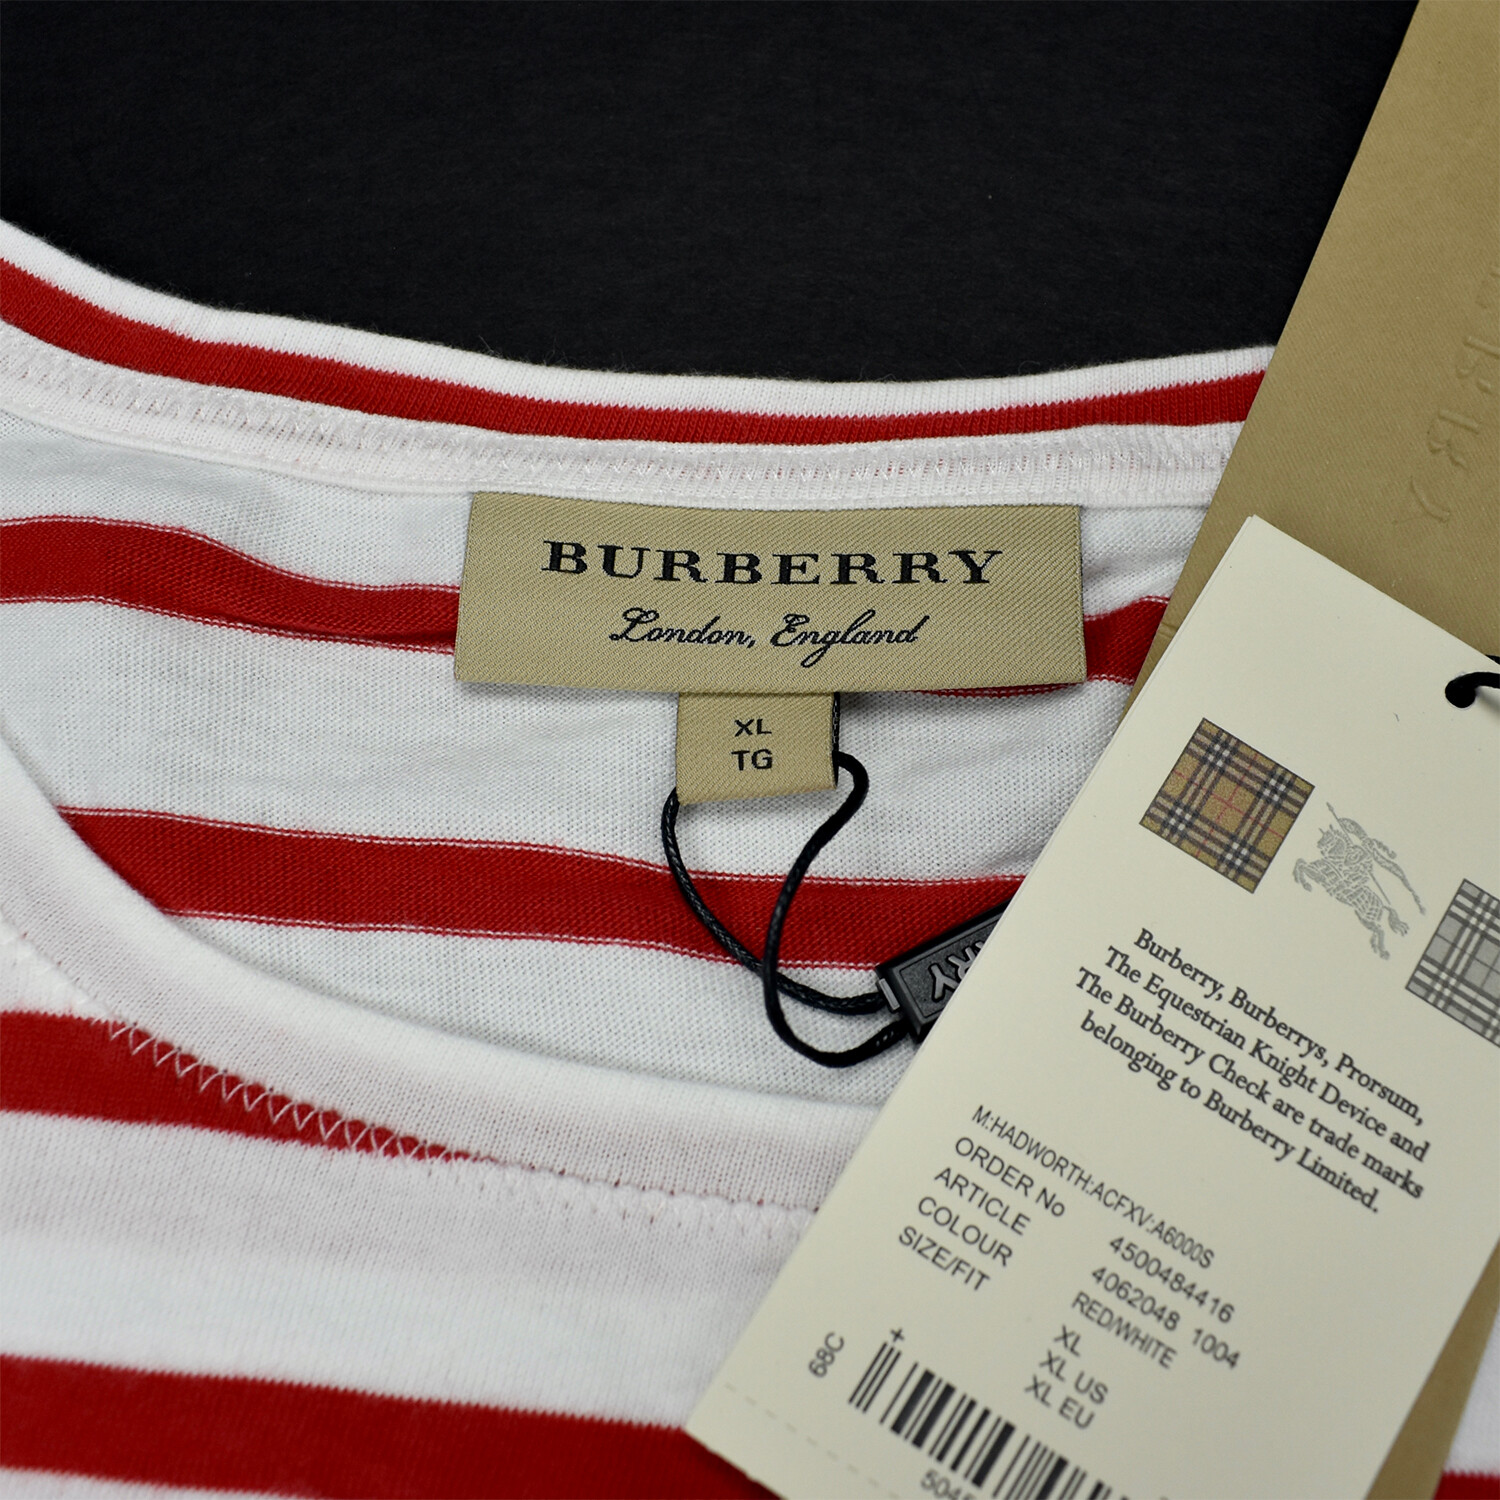 BURBERRY
London, England
XL
TG
RY
Burberry, Burberrys, Prorsum,
The Equestrian Knight Device and
The Burberry Check are trade marks
belonging to Burberry Limited.
M:HADWORTH:ACFXV:A6000S
ORDER No 4500484416
ARTICLE 4062048 1004
COLOUR RED/WHITE
SIZE/FIT XL
XL US
XL EU
68C